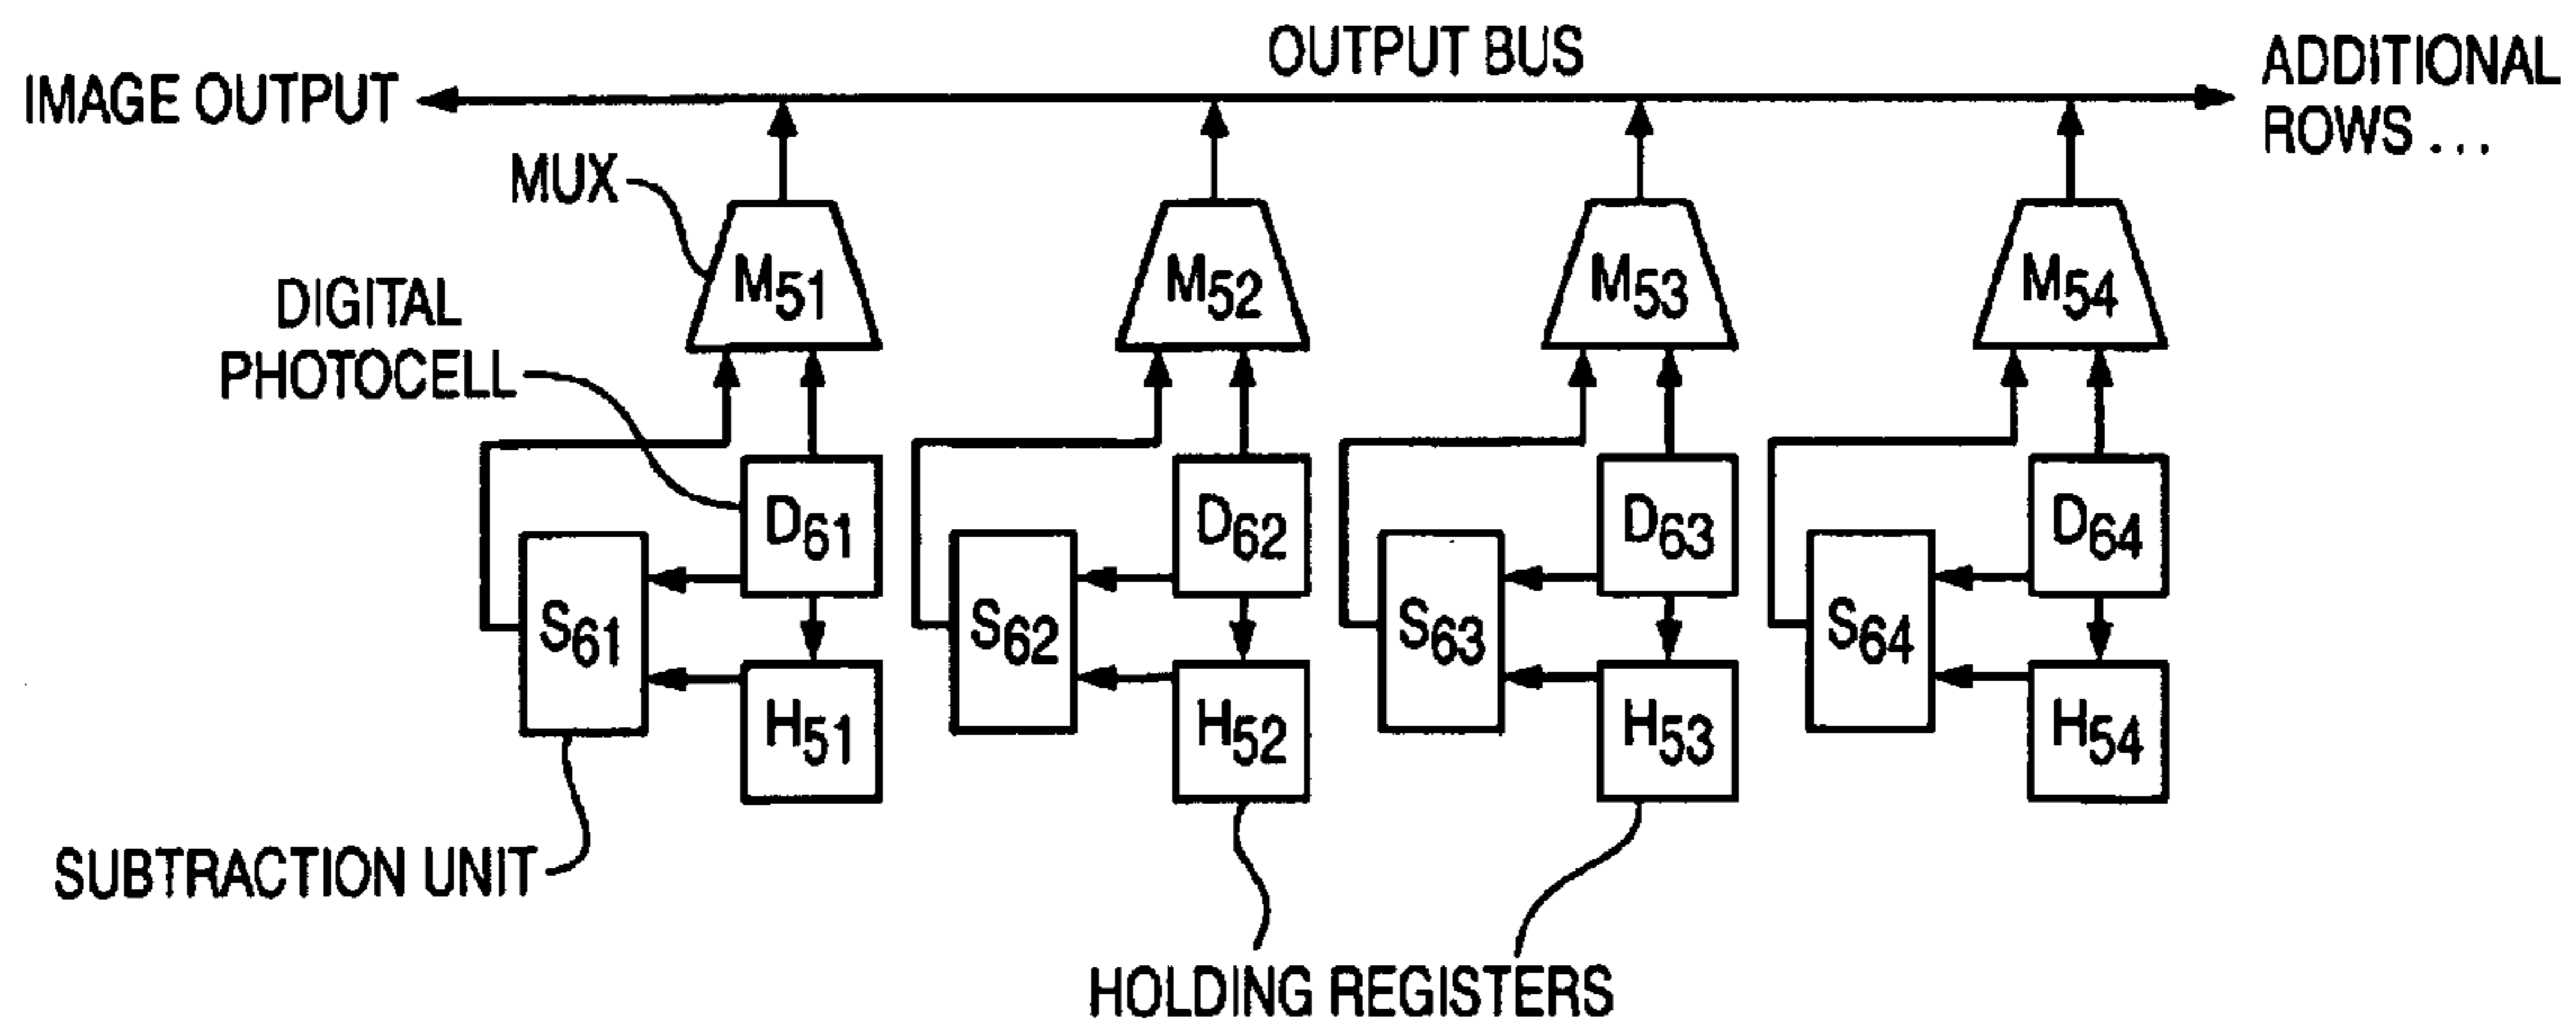 OUTPUT BUS
IMAGE OUTPUT
ADDITIONAL
ROWS . . .
MUX
M51
M52
M53
M54
DIGITAL
PHOTOCELL
D61
D62
D63
D64
S61
S62
S63
S64
H51
H52
H53
H54
SUBTRACTION UNIT
HOLDING REGISTERS